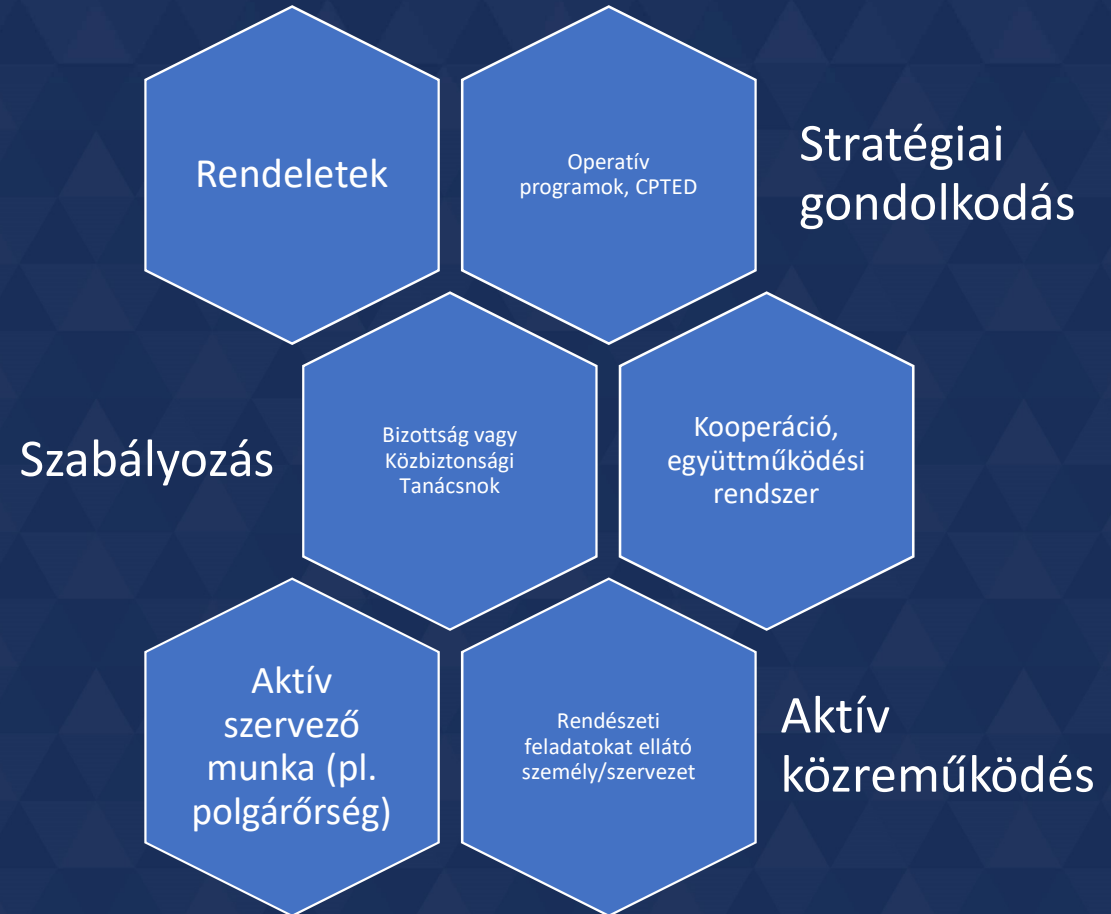 Rendeletek
Operatív
programok, CPTED
Stratégiai
gondolkodás
Szabályozás
Bizottság vagy
Közbiztonsági
Tanácsnok
Kooperáció,
együttműködési
rendszer
Aktív
szervező
munka (pl.
polgárőrség)
Rendészeti
feladatokat ellátó
személy/szervezet
Aktív
közreműködés